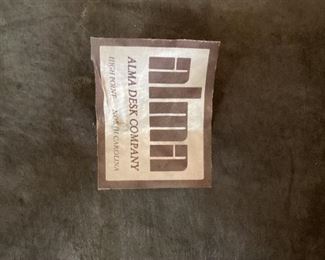 alma
ALMA DESK COMPANY
HIGH POINT NORTH CAROLINA